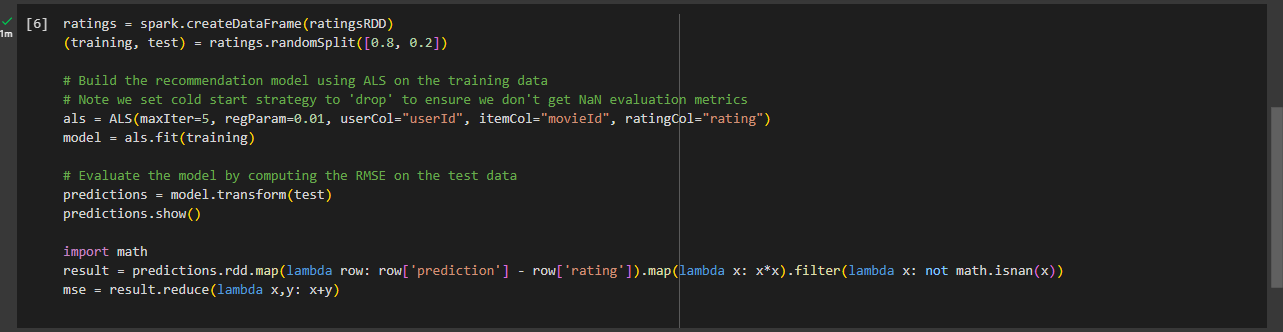 [6] ratings = spark.createDataFrame(ratingsRDD)
(training, test) = ratings.randomSplit([0.8, 0.2])
# Build the recommendation model using ALS on the training data
# Note we set cold start strategy to 'drop' to ensure we don't get NaN evaluation metrics
als = ALS(maxIter=5, regParam=0.01, userCol="userId", itemCol="movieId", ratingCol="rating")
model = als.fit(training)
# Evaluate the model by computing the RMSE on the test data
predictions = model.transform(test)
predictions.show()
import math
result = predictions.rdd.map(lambda row: row['prediction'] - row['rating']).map(lambda x: x*x).filter(lambda x: not math.isnan(x))
mse = result.reduce(lambda x,y: x+y)
1m